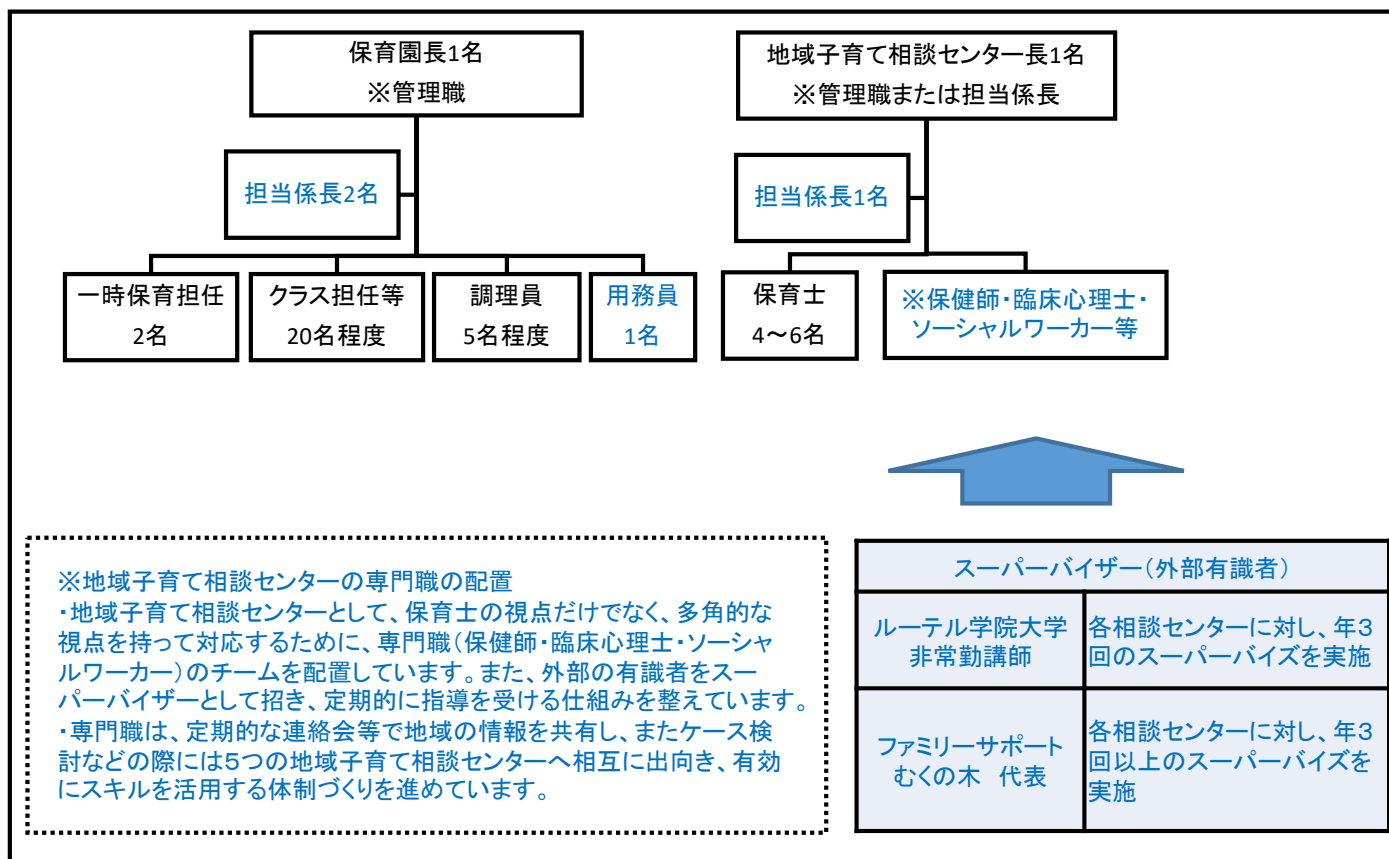 保育園長1名
※管理職
地域子育て相談センター長1名
※管理職または担当係長
担当係長2名
担当係長1名
一時保育担任
2名
クラス担任等
20名程度
調理員
5名程度
用務員
1名
保育士
4～6名
※保健師・臨床心理士・
ソーシャルワーカー等
※地域子育て相談センターの専門職の配置
・地域子育て相談センターとして、保育士の視点だけでなく、多角的な
視点を持って対応するために、専門職（保健師・臨床心理士・ソーシャ
ルワーカー）のチームを配置しています。また、外部の有識者をスー
パーバイザーとして招き、定期的に指導を受ける仕組みを整えています。
・専門職は、定期的な連絡会等で地域の情報を共有し、またケース検
討などの際には５つの地域子育て相談センターへ相互に出向き、有効
にスキルを活用する体制づくりを進めています。
スーパーバイザー（外部有識者）
ルーテル学院大学
非常勤講師
各相談センターに対し、年３
回のスーパーバイズを実施
ファミリーサポート
むくの木　代表
各相談センターに対し、年３
回以上のスーパーバイズを
実施